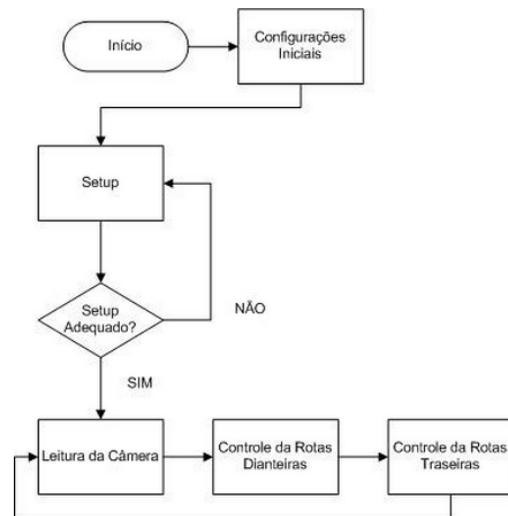 Início
Configurações
Iniciais
Setup
Setup
Adequado?
NÃO
SIM
Leitura da Câmera
Controle da Rotas
Dianteiras
Controle da Rotas
Traseiras